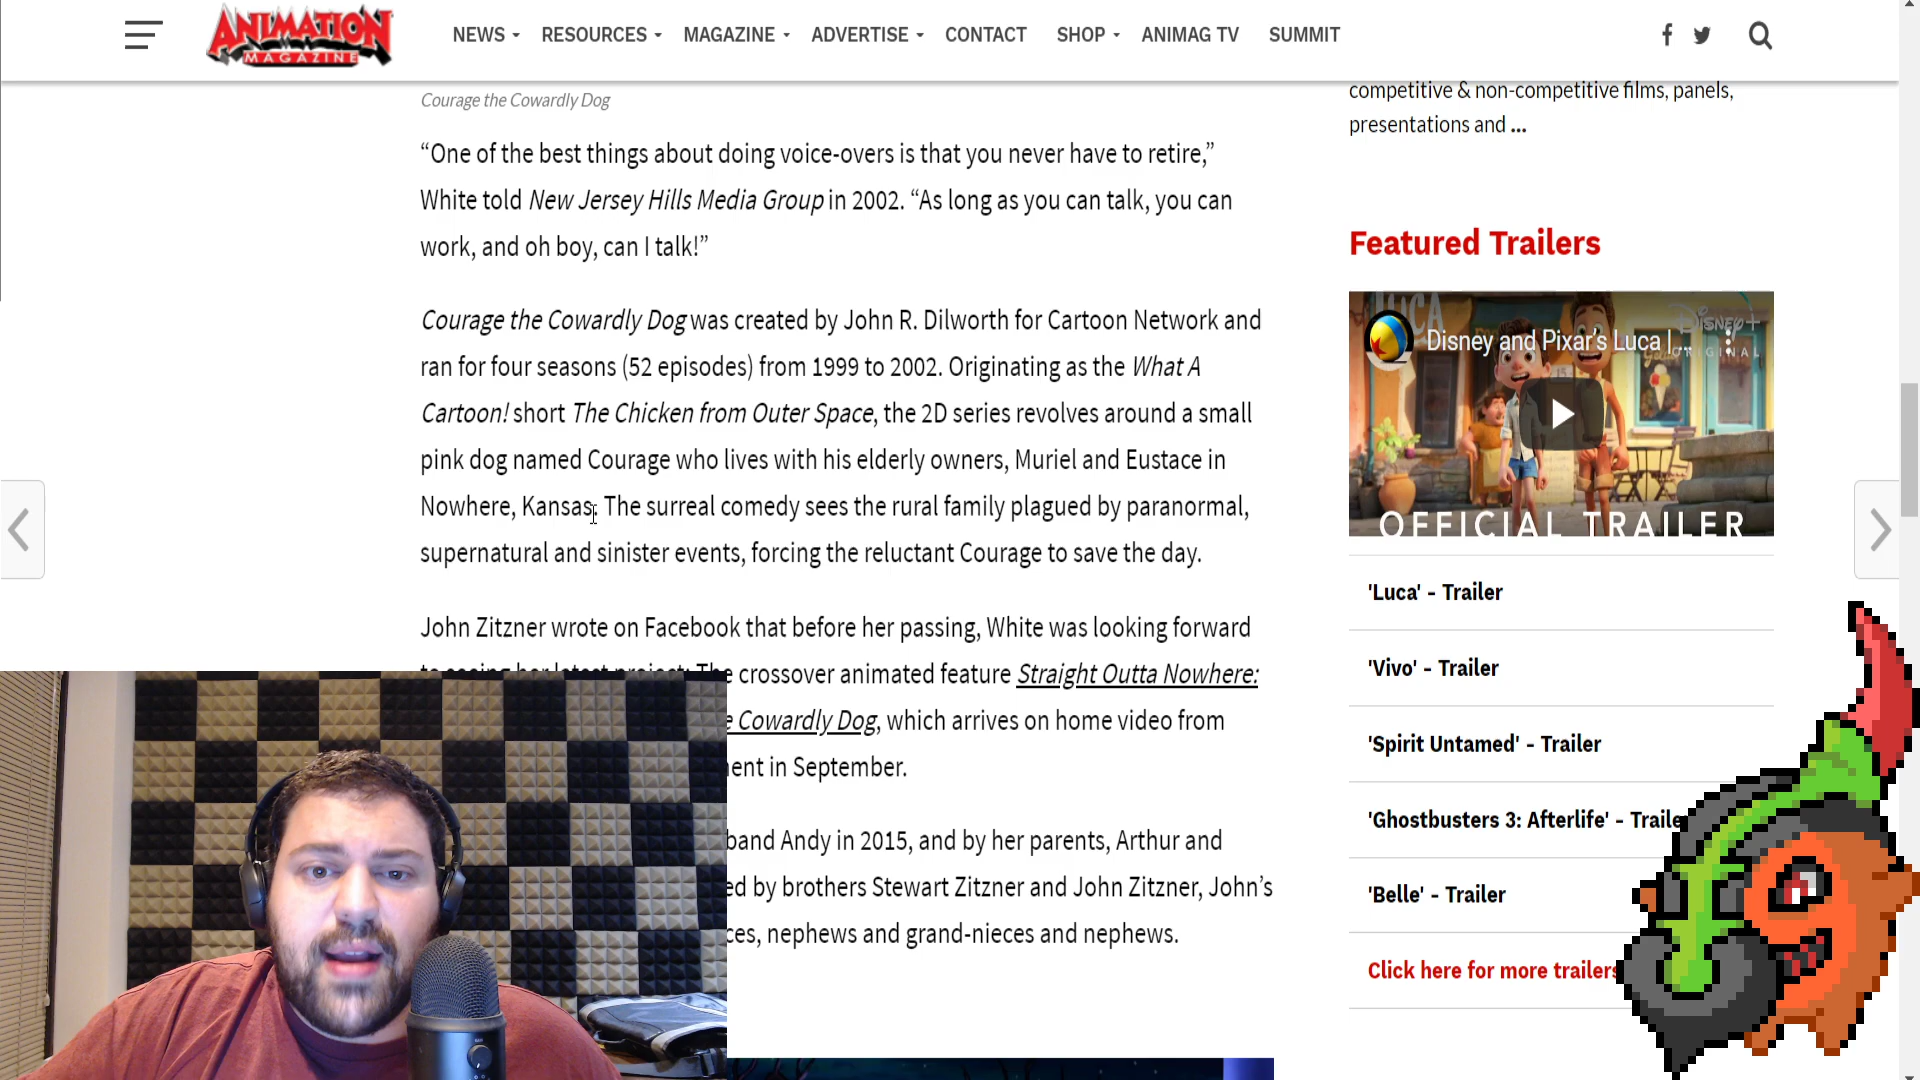 ANIMATION
MAGAZINE
NEWS RESOURCES MAGAZINE ADVERTISE CONTACT SHOP ANIMAG TV SUMMIT
Courage the Cowardly Dog
“One of the best things about doing voice-overs is that you never have to retire,”
White told New Jersey Hills Media Group in 2002. “As long as you can talk, you can
work, and oh boy, can I talk!”
Courage the Cowardly Dog was created by John R. Dilworth for Cartoon Network and
ran for four seasons (52 episodes) from 1999 to 2002. Originating as the What A
Cartoon! short The Chicken from Outer Space, the 2D series revolves around a small
pink dog named Courage who lives with his elderly owners, Muriel and Eustace in
Nowhere, Kansas. The surreal comedy sees the rural family plagued by paranormal,
supernatural and sinister events, forcing the reluctant Courage to save the day.
John Zitzner wrote on Facebook that before her passing, White was looking forward
crossover animated feature Straight Outta Nowhere:
Cowardly Dog, which arrives on home video from
in September.
Andy in 2015, and by her parents, Arthur and
by brothers Stewart Zitzner and John Zitzner, John’s
nephews and grand-nieces and nephews.
competitive & non-competitive films, panels,
presentations and ...
Featured Trailers
LUCA
Disney+
ORIGINAL
Disney and Pixar’s Luca | ...
OFFICIAL TRAILER
'Luca' – Trailer
'Vivo' – Trailer
'Spirit Untamed' – Trailer
'Ghostbusters 3: Afterlife' – Traile
'Belle' – Trailer
Click here for more trailers